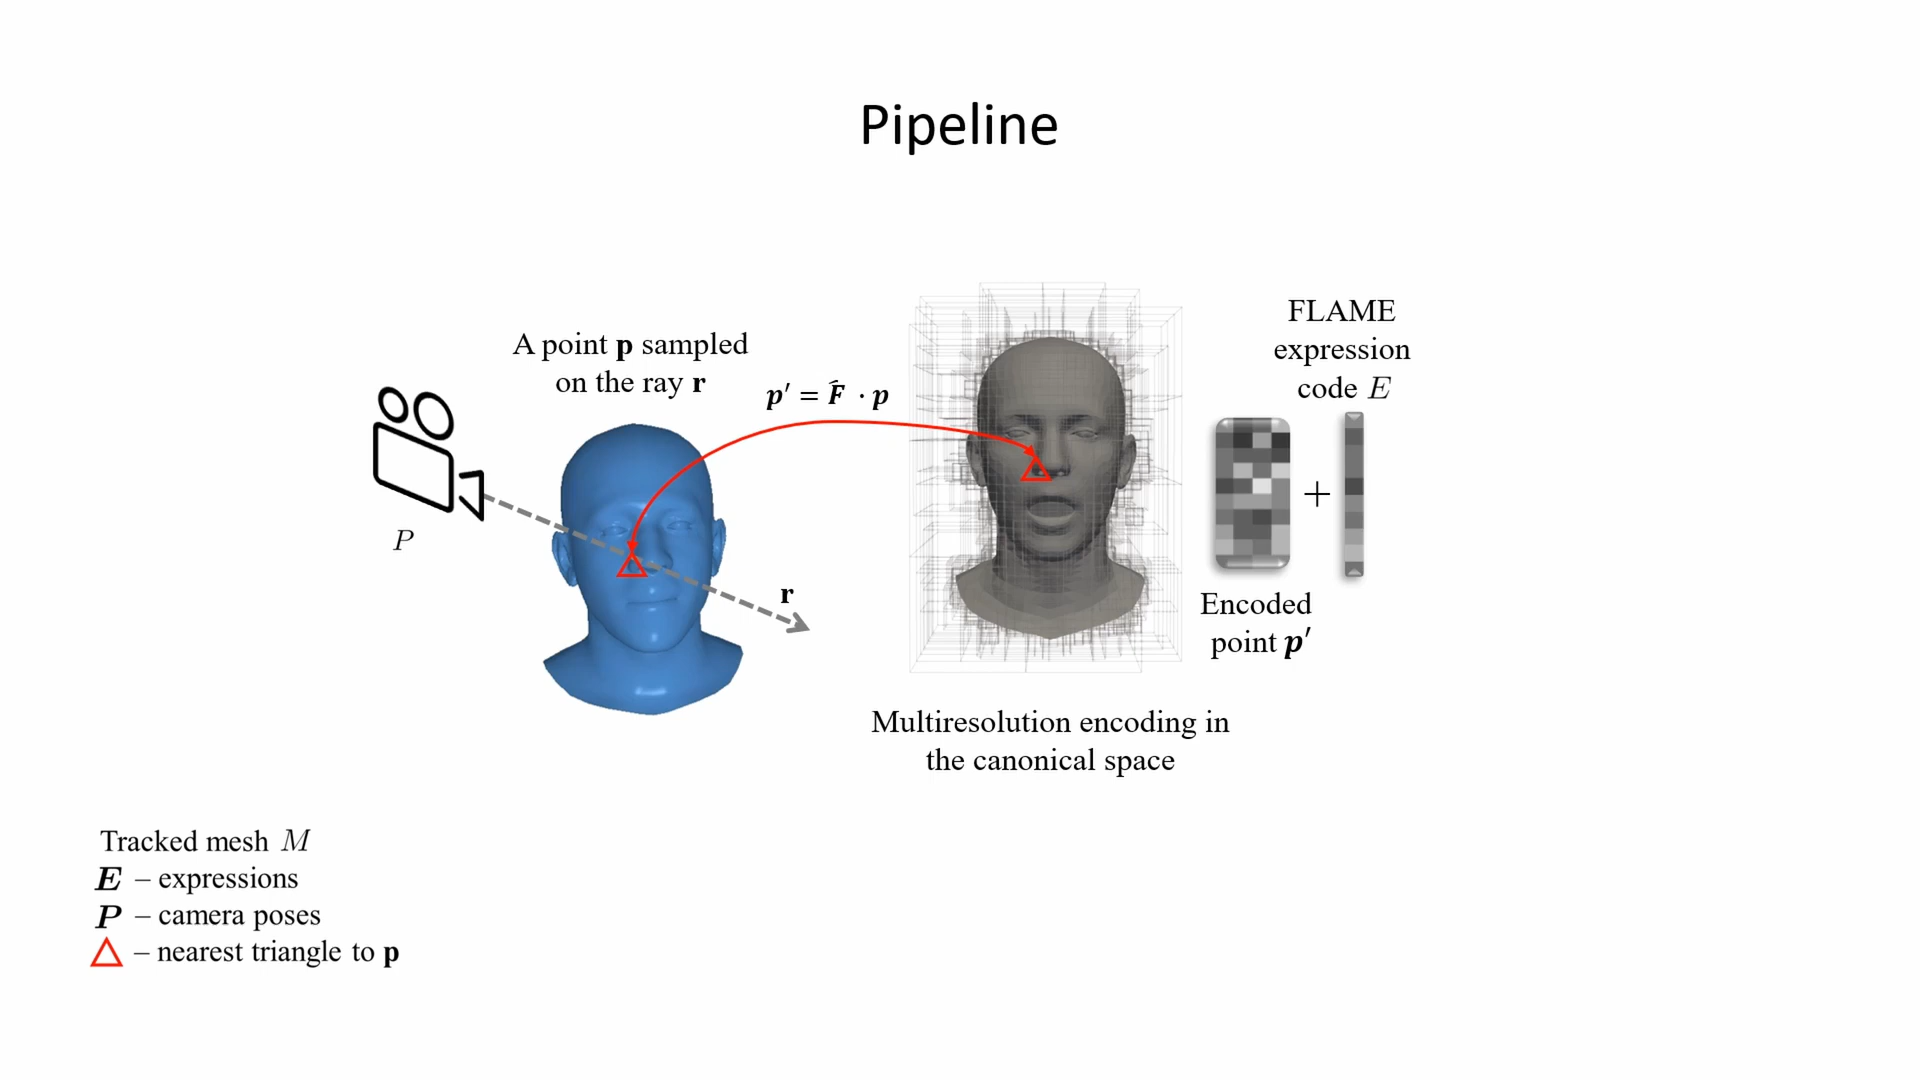 Pipeline
A point p sampled
on the ray r
p′ = F́ · p
FLAME
expression
code E
P
r
+
Encoded
point p′
Multiresolution encoding in
the canonical space
Tracked mesh M
E – expressions
P – camera poses
△ – nearest triangle to p